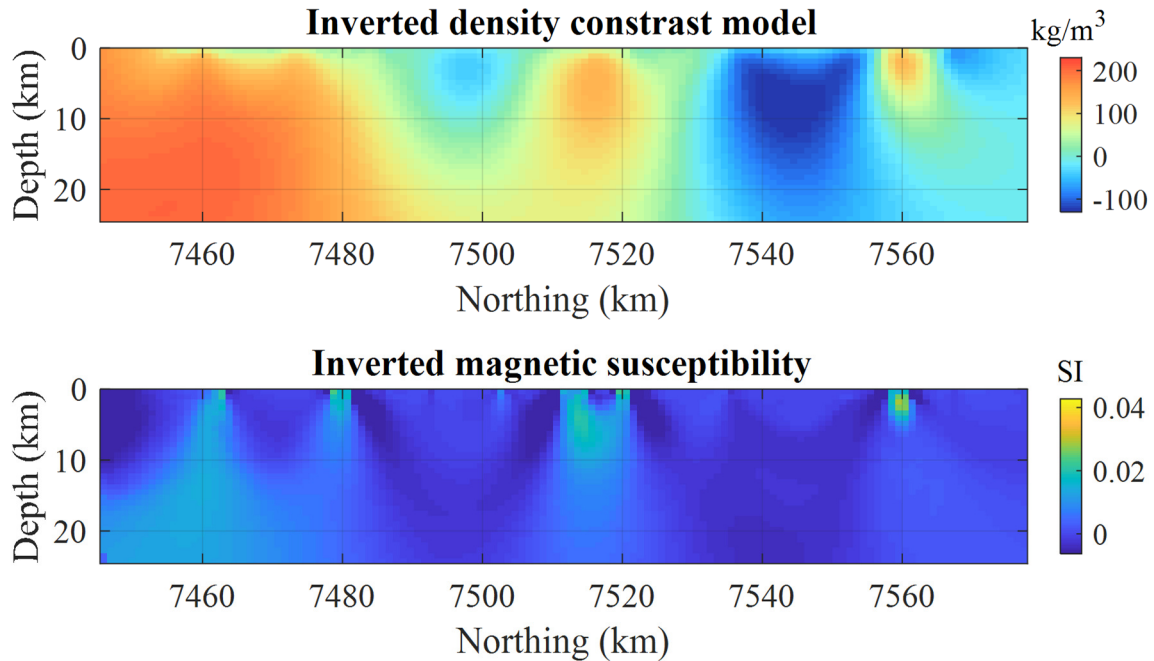 Inverted density constrast model
kg/m³
0
10
20
Depth (km)
200
100
0
-100
7460 7480 7500 7520 7540 7560
Northing (km)
Inverted magnetic susceptibility
SI
0
10
20
Depth (km)
0.04
0.02
0
7460 7480 7500 7520 7540 7560
Northing (km)